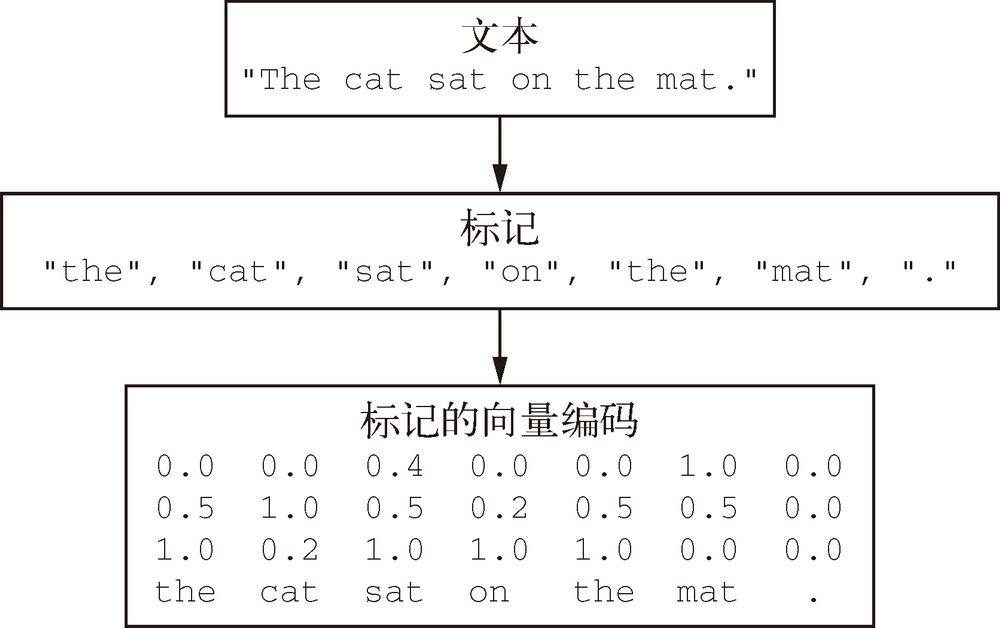 文本
"The cat sat on the mat."
标记
"the", "cat", "sat", "on", "the", "mat", "."
标记的向量编码
0.0 0.0 0.4 0.0 0.0 1.0 0.0
0.5 1.0 0.5 0.2 0.5 0.5 0.0
1.0 0.2 1.0 1.0 1.0 0.0 0.0
the cat sat on the mat .